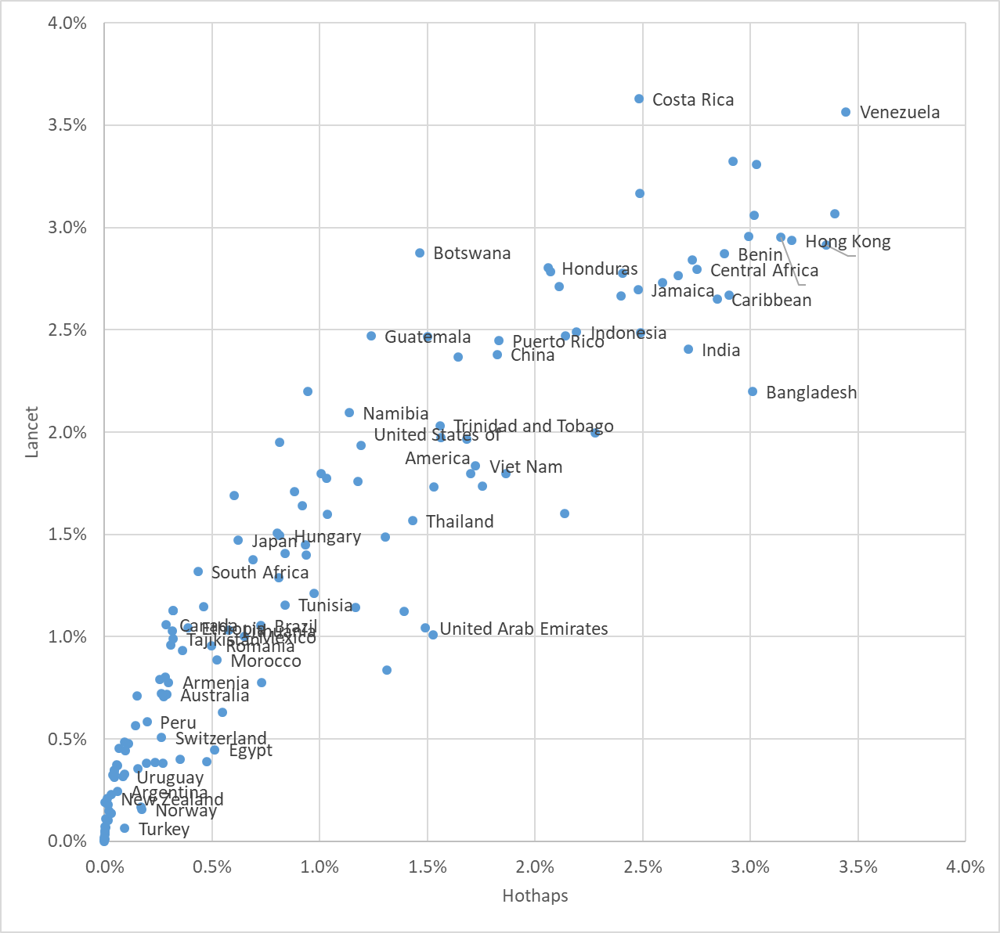 4.0%
Costa Rica
Venezuela
3.5%
3.0%
Hong Kong
Botswana
Benin
Honduras
Central Africa
Jamaica
Caribbean
2.5%
Indonesia
Guatemala
Puerto Rico
China
India
Bangladesh
Namibia
Trinidad and Tobago
2.0%
United States of
America
Viet Nam
Lancet
Thailand
1.5%
Hungary
Japan
South Africa
Tunisia
Canada
Brazil
Ethiopia
Lithuania
United Arab Emirates
1.0%
Mexico
Tajikistan
Romania
Morocco
Armenia
Australia
Peru
0.5%
Switzerland
Egypt
Uruguay
Argentina
New Zealand
Norway
Turkey
0.0%
0.0% 0.5% 1.0% 1.5% 2.0% 2.5% 3.0% 3.5% 4.0%
Hothaps